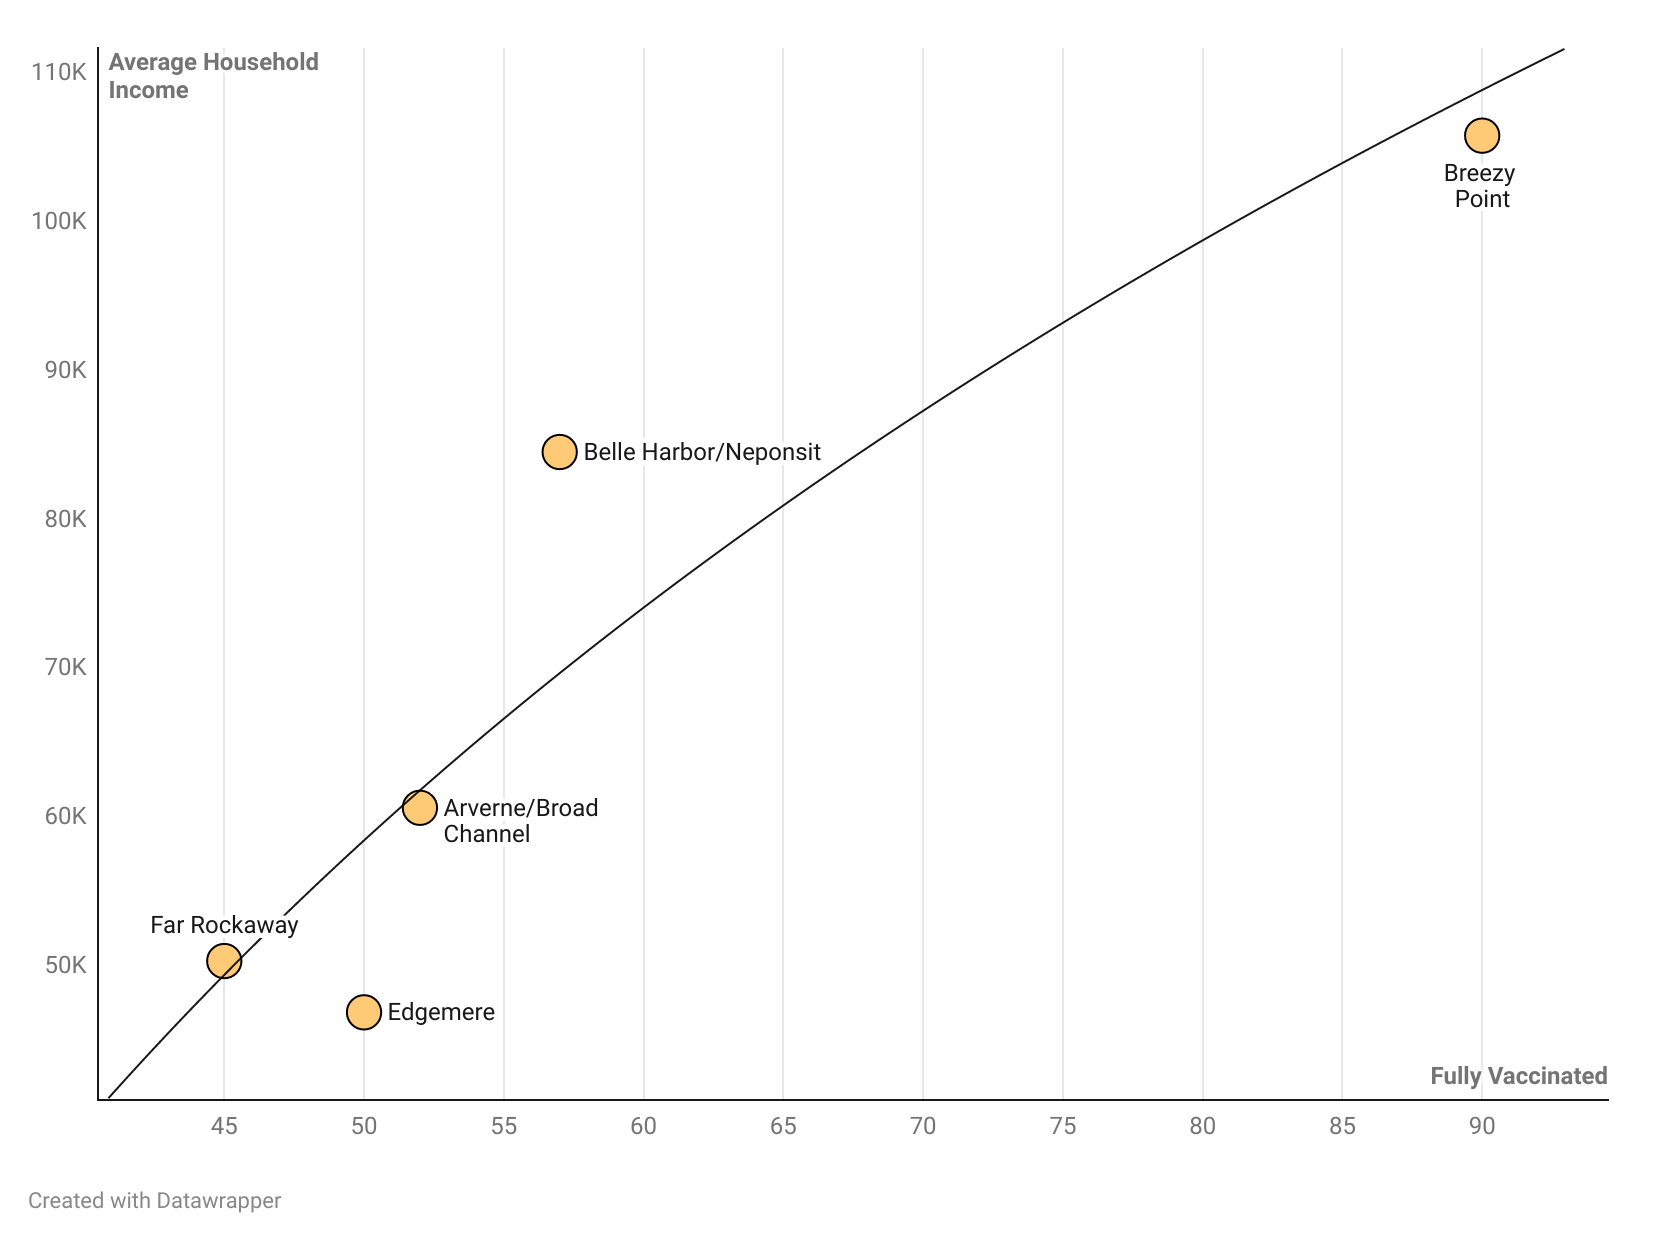 Average Household
Income
110K
100K
90K
80K
70K
60K
50K
Breezy
Point
Belle Harbor/Neponsit
Arverne/Broad
Channel
Far Rockaway
Edgemere
Fully Vaccinated
45 50 55 60 65 70 75 80 85 90
Created with Datawrapper